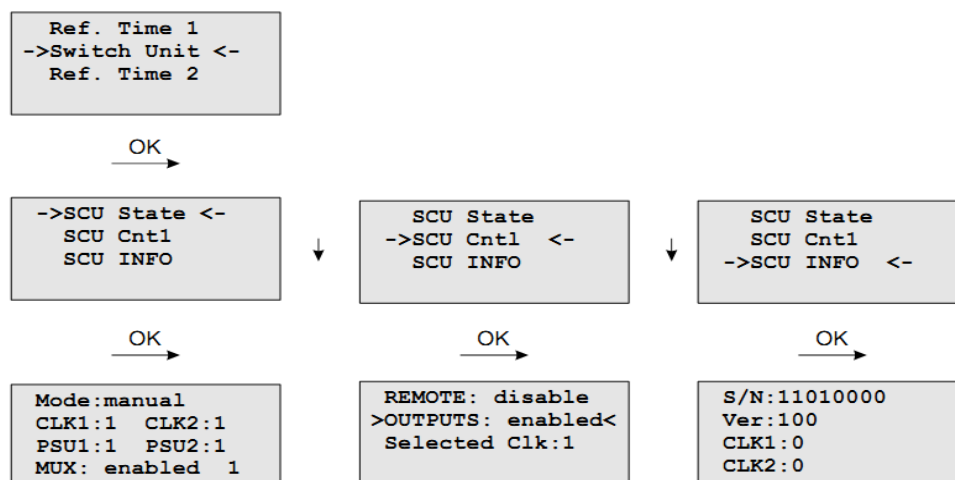 Ref. Time 1
->Switch Unit <-
Ref. Time 2
OK
->SCU State <-
SCU Cnt1
SCU INFO
SCU State
->SCU Cntl <-
SCU INFO
SCU State
SCU Cnt1
->SCU INFO <-
OK
OK
OK
Mode:manual
CLK1:1 CLK2:1
PSU1:1 PSU2:1
MUX: enabled 1
REMOTE: disable
>OUTPUTS: enabled<
Selected Clk:1
S/N:11010000
Ver:100
CLK1:0
CLK2:0